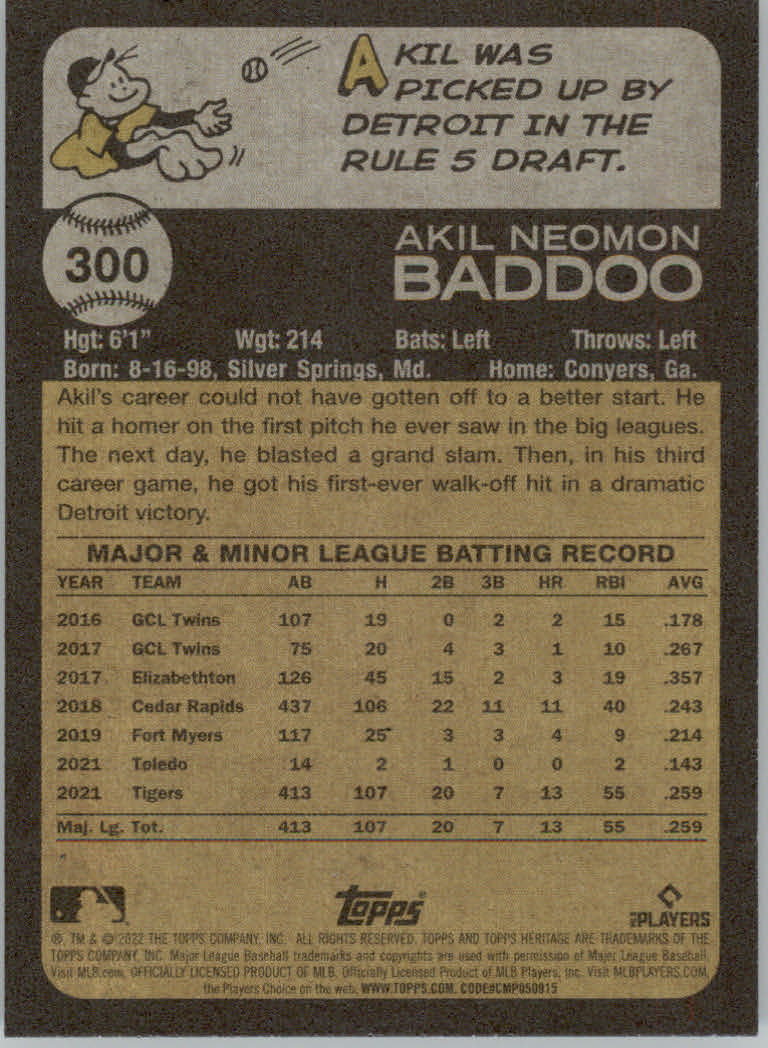 AKIL WAS
PICKED UP BY
DETROIT IN THE
RULE 5 DRAFT.
300
AKIL NEOMON
BADDOO
Hgt: 6'1" Wgt: 214 Bats: Left Throws: Left
Born: 8-16-98, Silver Springs, Md. Home: Conyers, Ga.
Akil's career could not have gotten off to a better start. He
hit a homer on the first pitch he ever saw in the big leagues.
The next day, he blasted a grand slam. Then, in his third
career game, he got his first-ever walk-off hit in a dramatic
Detroit victory.
MAJOR & MINOR LEAGUE BATTING RECORD
YEAR TEAM AB H 2B 3B HR RBI AVG
2016 GCL Twins 107 19 0 2 2 15 .178
2017 GCL Twins 75 20 4 3 1 10 .267
2017 Elizabethton 126 45 15 2 3 19 .357
2018 Cedar Rapids 437 106 22 11 11 40 .243
2019 Fort Myers 117 25 3 3 4 9 .214
2021 Toledo 14 2 1 0 0 2 .143
2021 Tigers 413 107 20 7 13 55 .259
Maj. Lg. Tot. 413 107 20 7 13 55 .259
Topps®
MLB PLAYERS
®, TM & © 2022 THE TOPPS COMPANY, INC. ALL RIGHTS RESERVED. TOPPS AND TOPPS HERITAGE ARE TRADEMARKS OF THE
TOPPS COMPANY, INC. Major League Baseball trademarks and copyrights are used with permission of Major League Baseball.
Visit MLB.com. OFFICIALLY LICENSED PRODUCT OF MLB. Officially Licensed Product of MLB Players, Inc. Visit MLBPLAYERS.COM,
the Players Choice on the web. WWW.TOPPS.COM. CODE#CMP050915